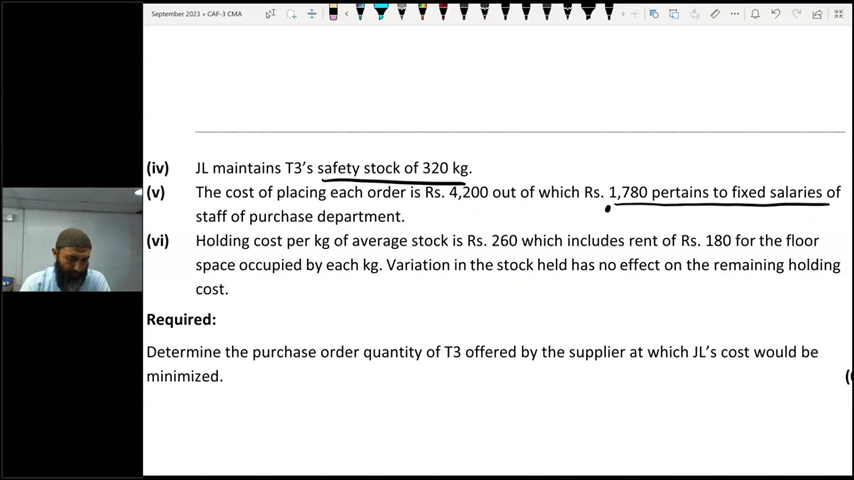 September 2023 » CAF-3 CMA
(iv) JL maintains T3’s safety stock of 320 kg.
(v) The cost of placing each order is Rs. 4,200 out of which Rs. 1,780 pertains to fixed salaries of
staff of purchase department.
(vi) Holding cost per kg of average stock is Rs. 260 which includes rent of Rs. 180 for the floor
space occupied by each kg. Variation in the stock held has no effect on the remaining holding
cost.
Required:
Determine the purchase order quantity of T3 offered by the supplier at which JL’s cost would be
minimized.